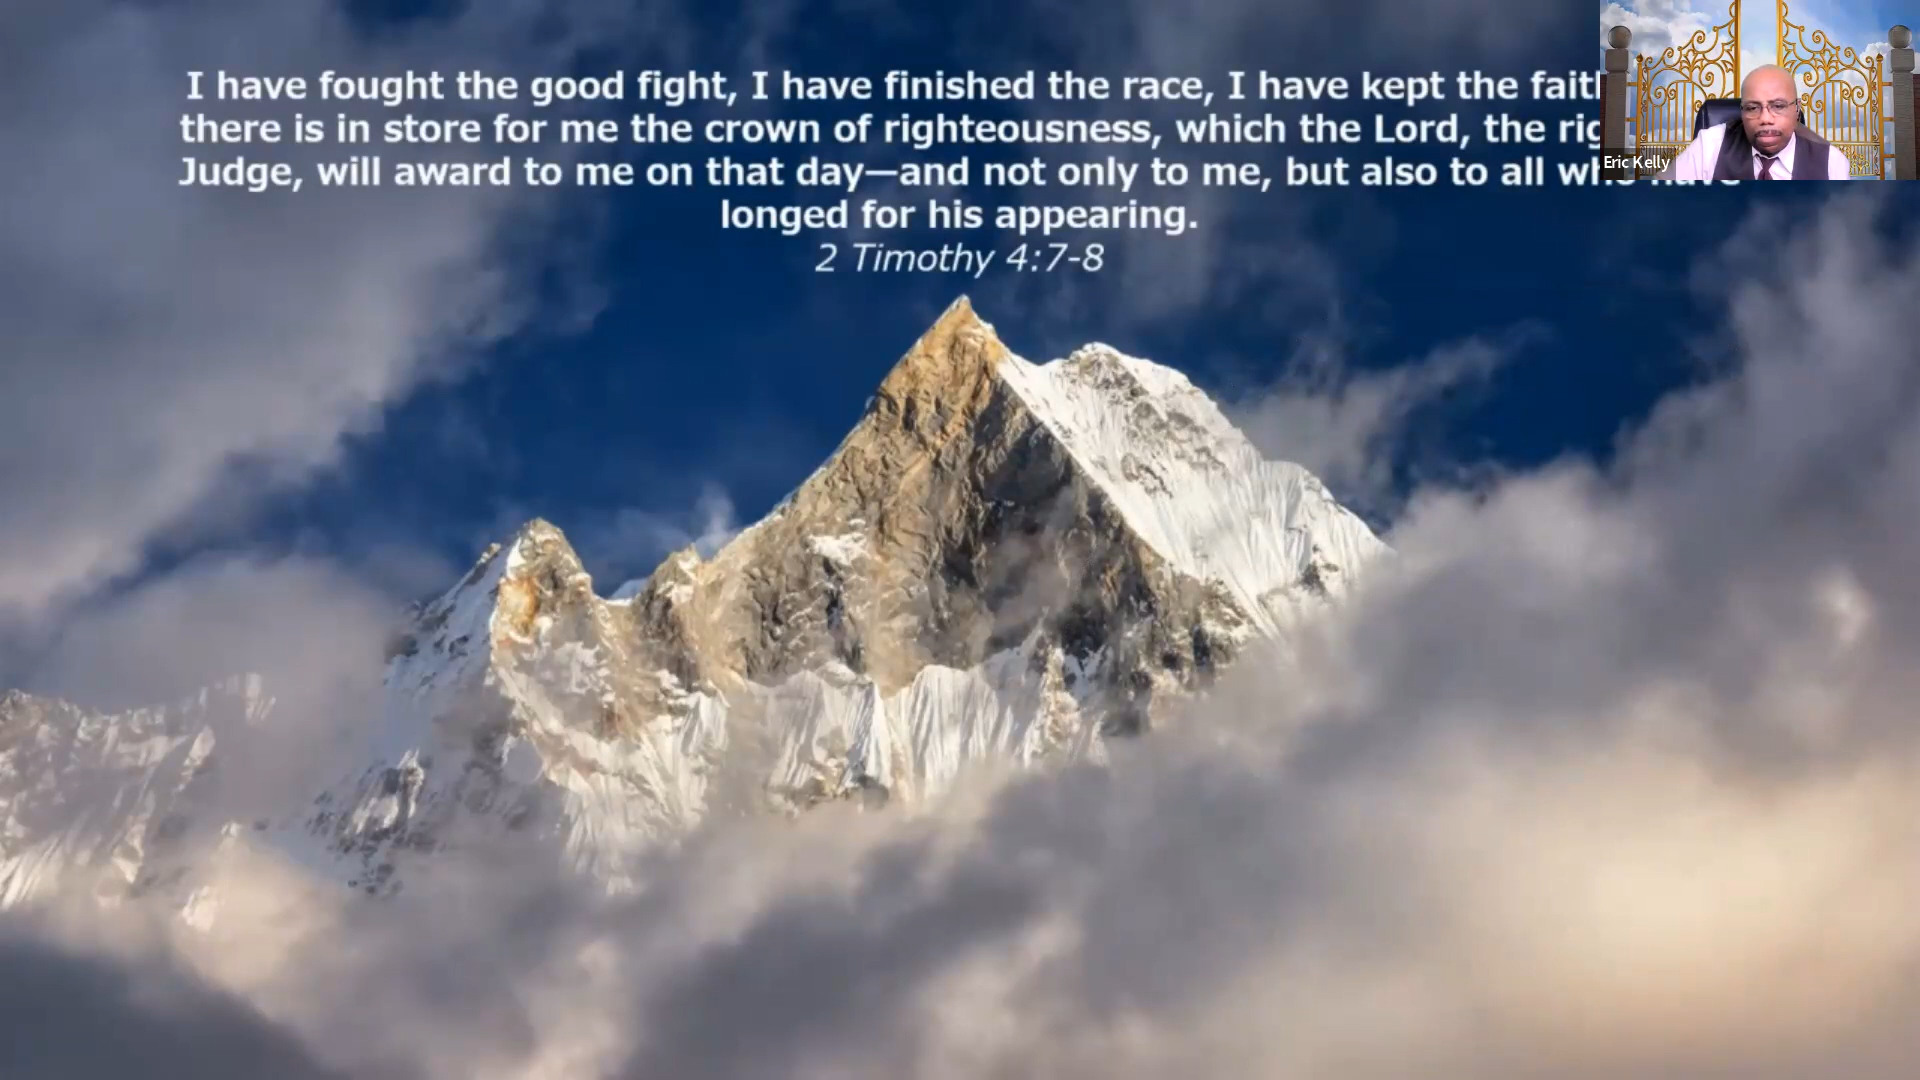 I have fought the good fight, I have finished the race, I have kept the
there is in store for me the crown of righteousness, which the Lord, the
Judge, will award to me on that day—and not only to me, but also to all
longed for his appearing.
2 Timothy 4:7-8
Eric Kelly